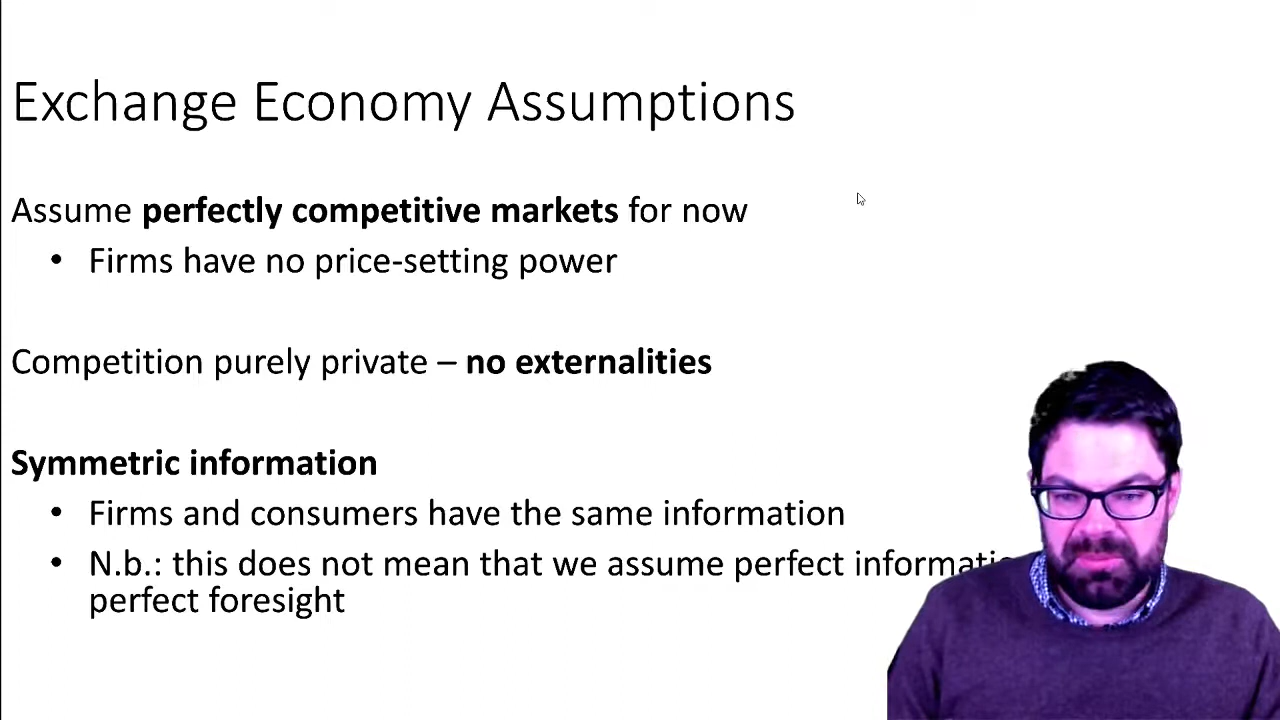 Exchange Economy Assumptions
Assume perfectly competitive markets for now
• Firms have no price-setting power
Competition purely private – no externalities
Symmetric information
• Firms and consumers have the same information
• N.b.: this does not mean that we assume perfect
perfect foresight